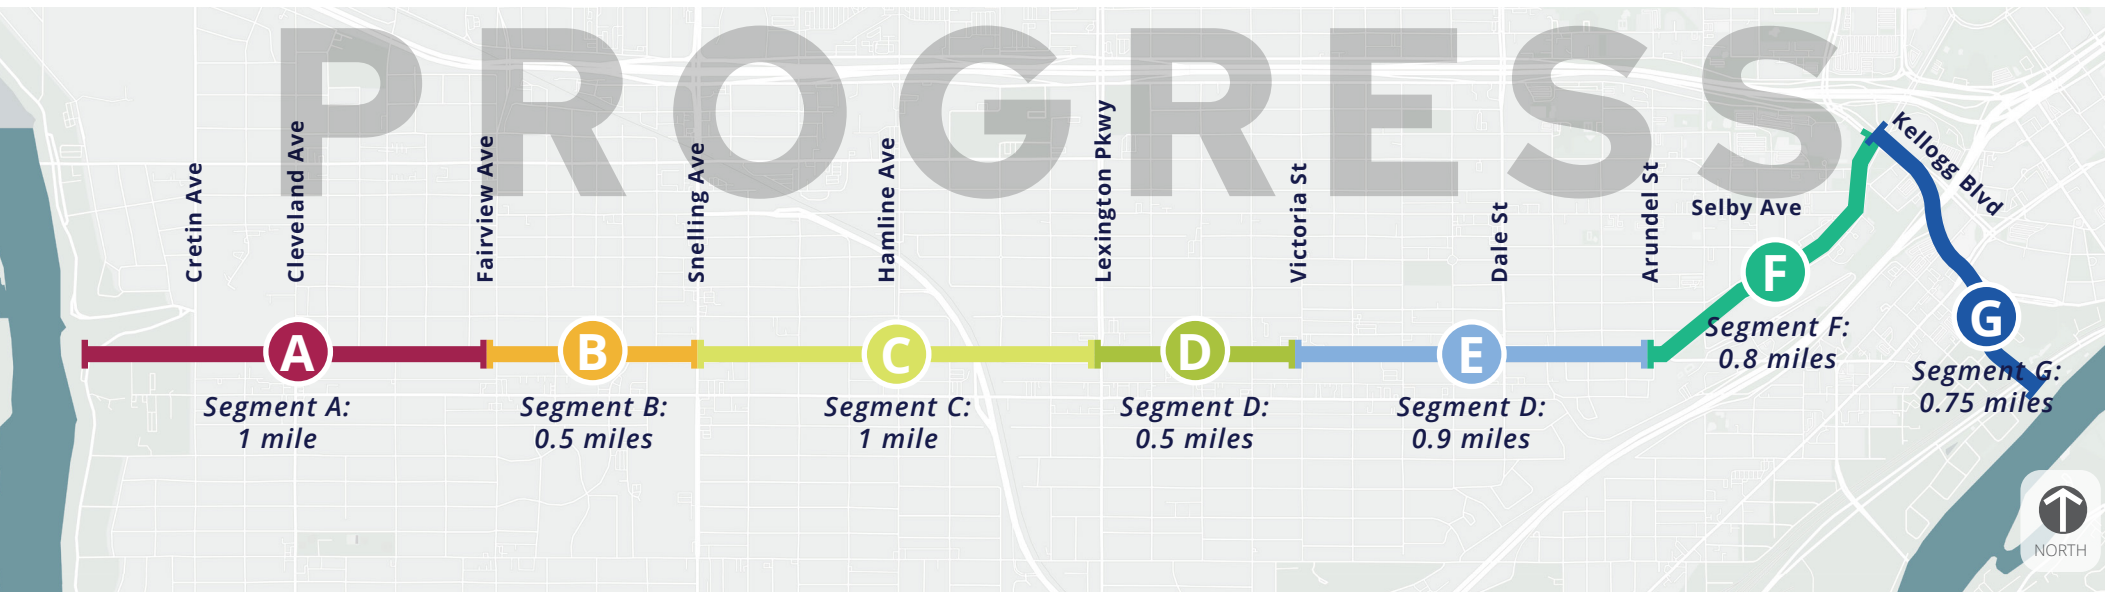 PROGRESS
Cretin Ave
Cleveland Ave
Fairview Ave
Snelling Ave
Hamline Ave
Lexington Pkwy
Victoria St
Dale St
Arundel St
Selby Ave
Kellogg Blvd
A
B
C
D
E
F
G
Segment A:
1 mile
Segment B:
0.5 miles
Segment C:
1 mile
Segment D:
0.5 miles
Segment D:
0.9 miles
Segment F:
0.8 miles
Segment G:
0.75 miles
NORTH